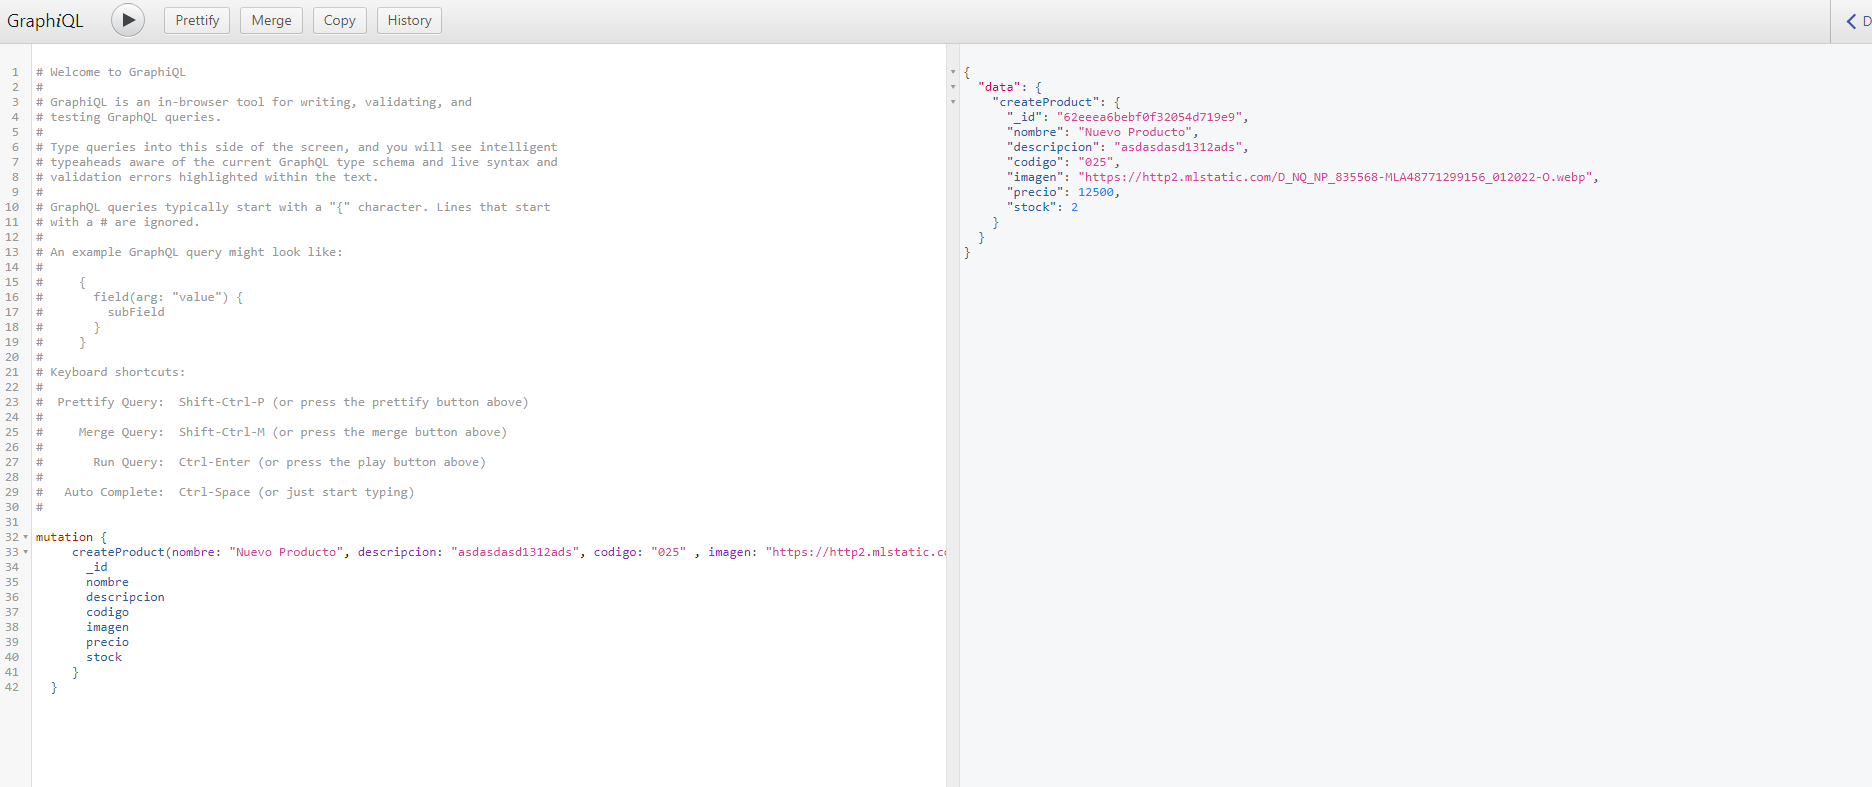 GraphiQL Prettify Merge Copy History D
1 # Welcome to GraphiQL
2 #
3 # GraphiQL is an in-browser tool for writing, validating, and
4 # testing GraphQL queries.
5 #
6 # Type queries into this side of the screen, and you will see intelligent
7 # typeaheads aware of the current GraphQL type schema and live syntax and
8 # validation errors highlighted within the text.
9 #
10 # GraphQL queries typically start with a "{" character. Lines that start
11 # with a # are ignored.
12 #
13 # An example GraphQL query might look like:
14 #
15 #     {
16 #       field(arg: "value") {
17 #         subField
18 #       }
19 #     }
20 #
21 # Keyboard shortcuts:
22 #
23 #  Prettify Query:  Shift-Ctrl-P (or press the prettify button above)
24 #
25 #     Merge Query:  Shift-Ctrl-M (or press the merge button above)
26 #
27 #       Run Query:  Ctrl-Enter (or press the play button above)
28 #
29 #   Auto Complete:  Ctrl-Space (or just start typing)
30 #
31
32 mutation {
33      createProduct(nombre: "Nuevo Producto", descripcion: "asdasdasd1312ads", codigo: "025" , imagen: "https://http2.mlstatic.co
34        _id
35        nombre
36        descripcion
37        codigo
38        imagen
39        precio
40        stock
41      }
42   }
{
  "data": {
    "createProduct": {
      "_id": "62eeea6bebf0f32054d719e9",
      "nombre": "Nuevo Producto",
      "descripcion": "asdasdasd1312ads",
      "codigo": "025",
      "imagen": "https://http2.mlstatic.com/D_NQ_NP_835568-MLA48771299156_012022-O.webp",
      "precio": 12500,
      "stock": 2
    }
  }
}